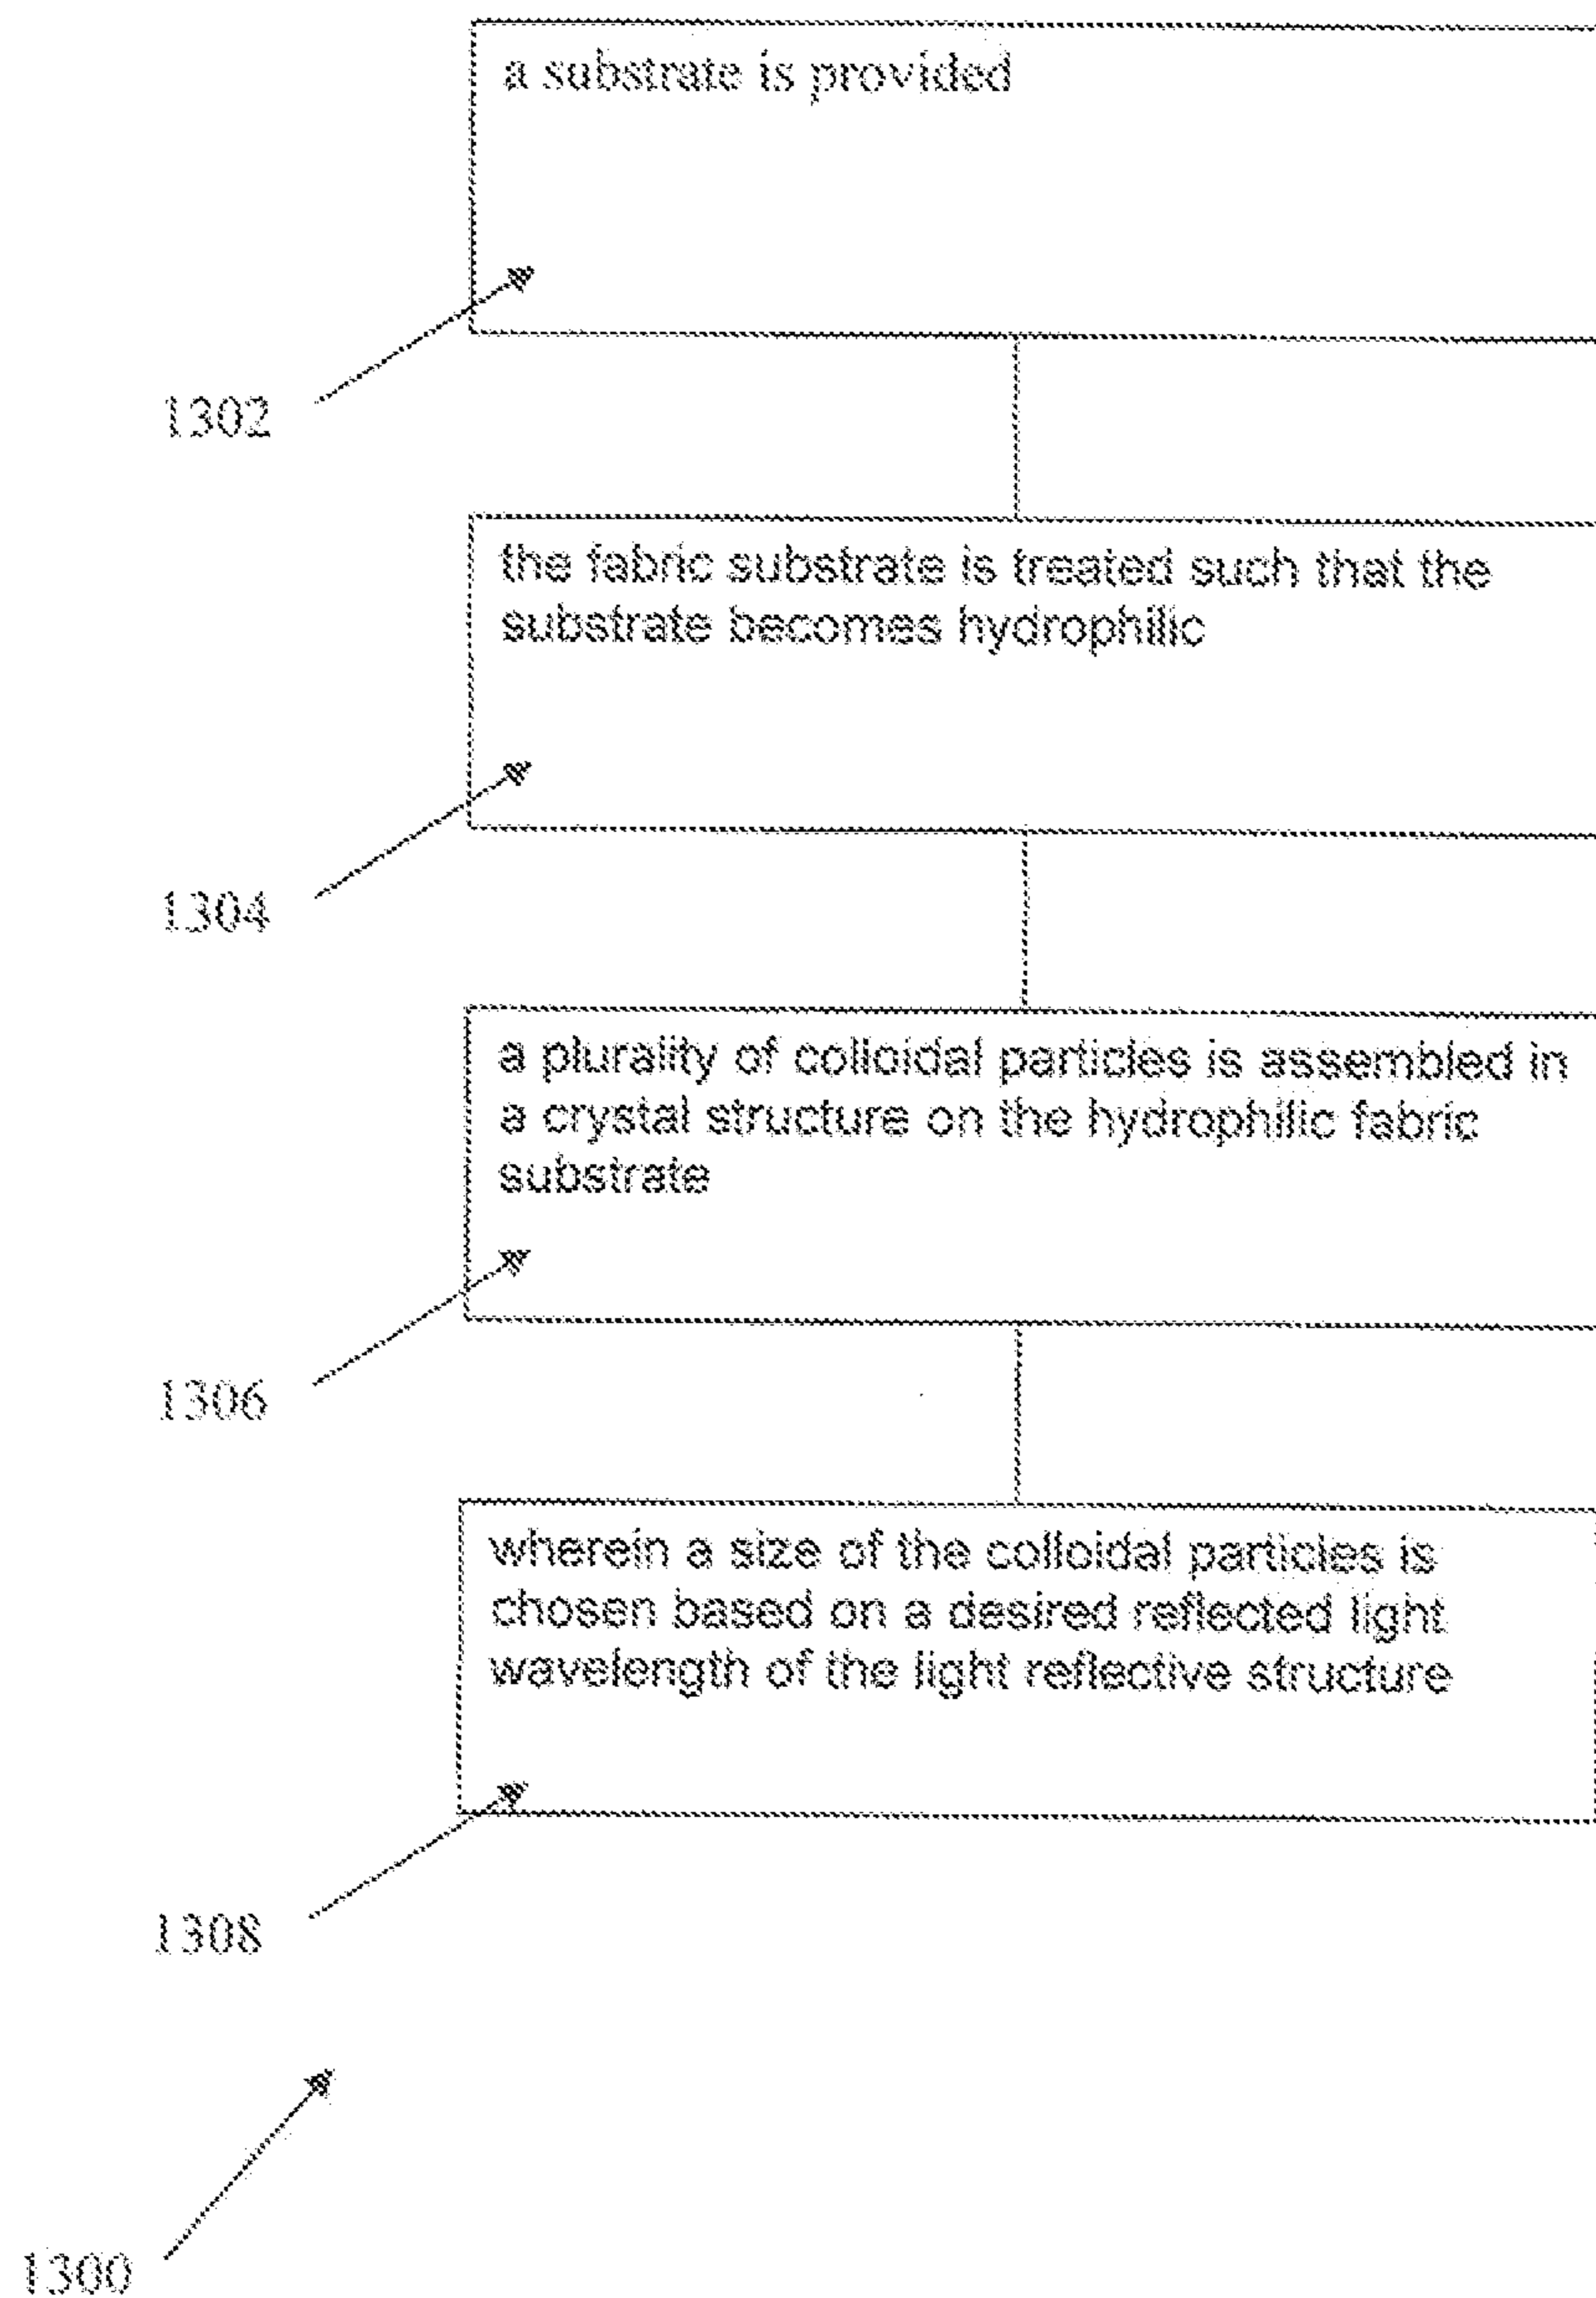 a substrate is provided
1302
the fabric substrate is treated such that the
substrate becomes hydrophilic
1304
a plurality of colloidal particles is assembled in
a crystal structure on the hydrophilic fabric
substrate
1306
wherein a size of the colloidal particles is
chosen based on a desired reflected light
wavelength of the light reflective structure
1308
1300